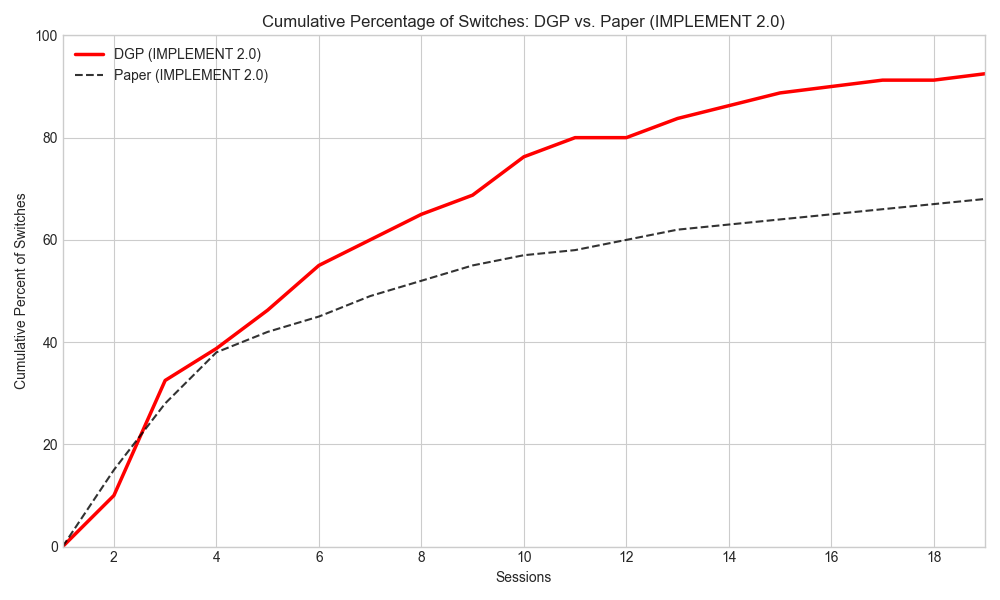 Cumulative Percentage of Switches: DGP vs. Paper (IMPLEMENT 2.0)
DGP (IMPLEMENT 2.0)
Paper (IMPLEMENT 2.0)
Cumulative Percent of Switches
100
80
60
40
20
0
2 4 6 8 10 12 14 16 18
Sessions